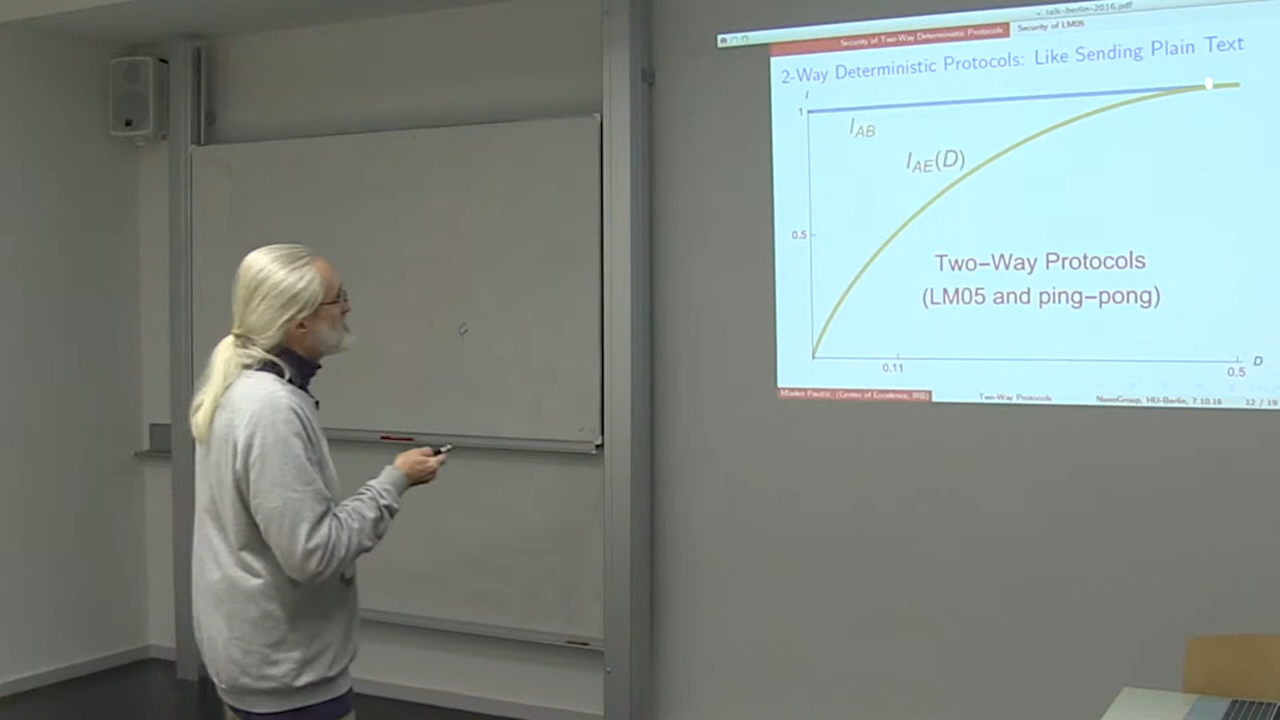 talk-berlin-2016.pdf
Security of Two-Way Deterministic Protocols
Security of LM05
2-Way Deterministic Protocols: Like Sending Plain Text
I
1
I_AB
I_AE(D)
0.5
Two–Way Protocols
(LM05 and ping–pong)
0.11
0.5
D
Mladen Pavicic (Center of Excellence, IRB)
Two-Way Protocols
NanoGroup, HU-Berlin, 7.10.16
12 / 19